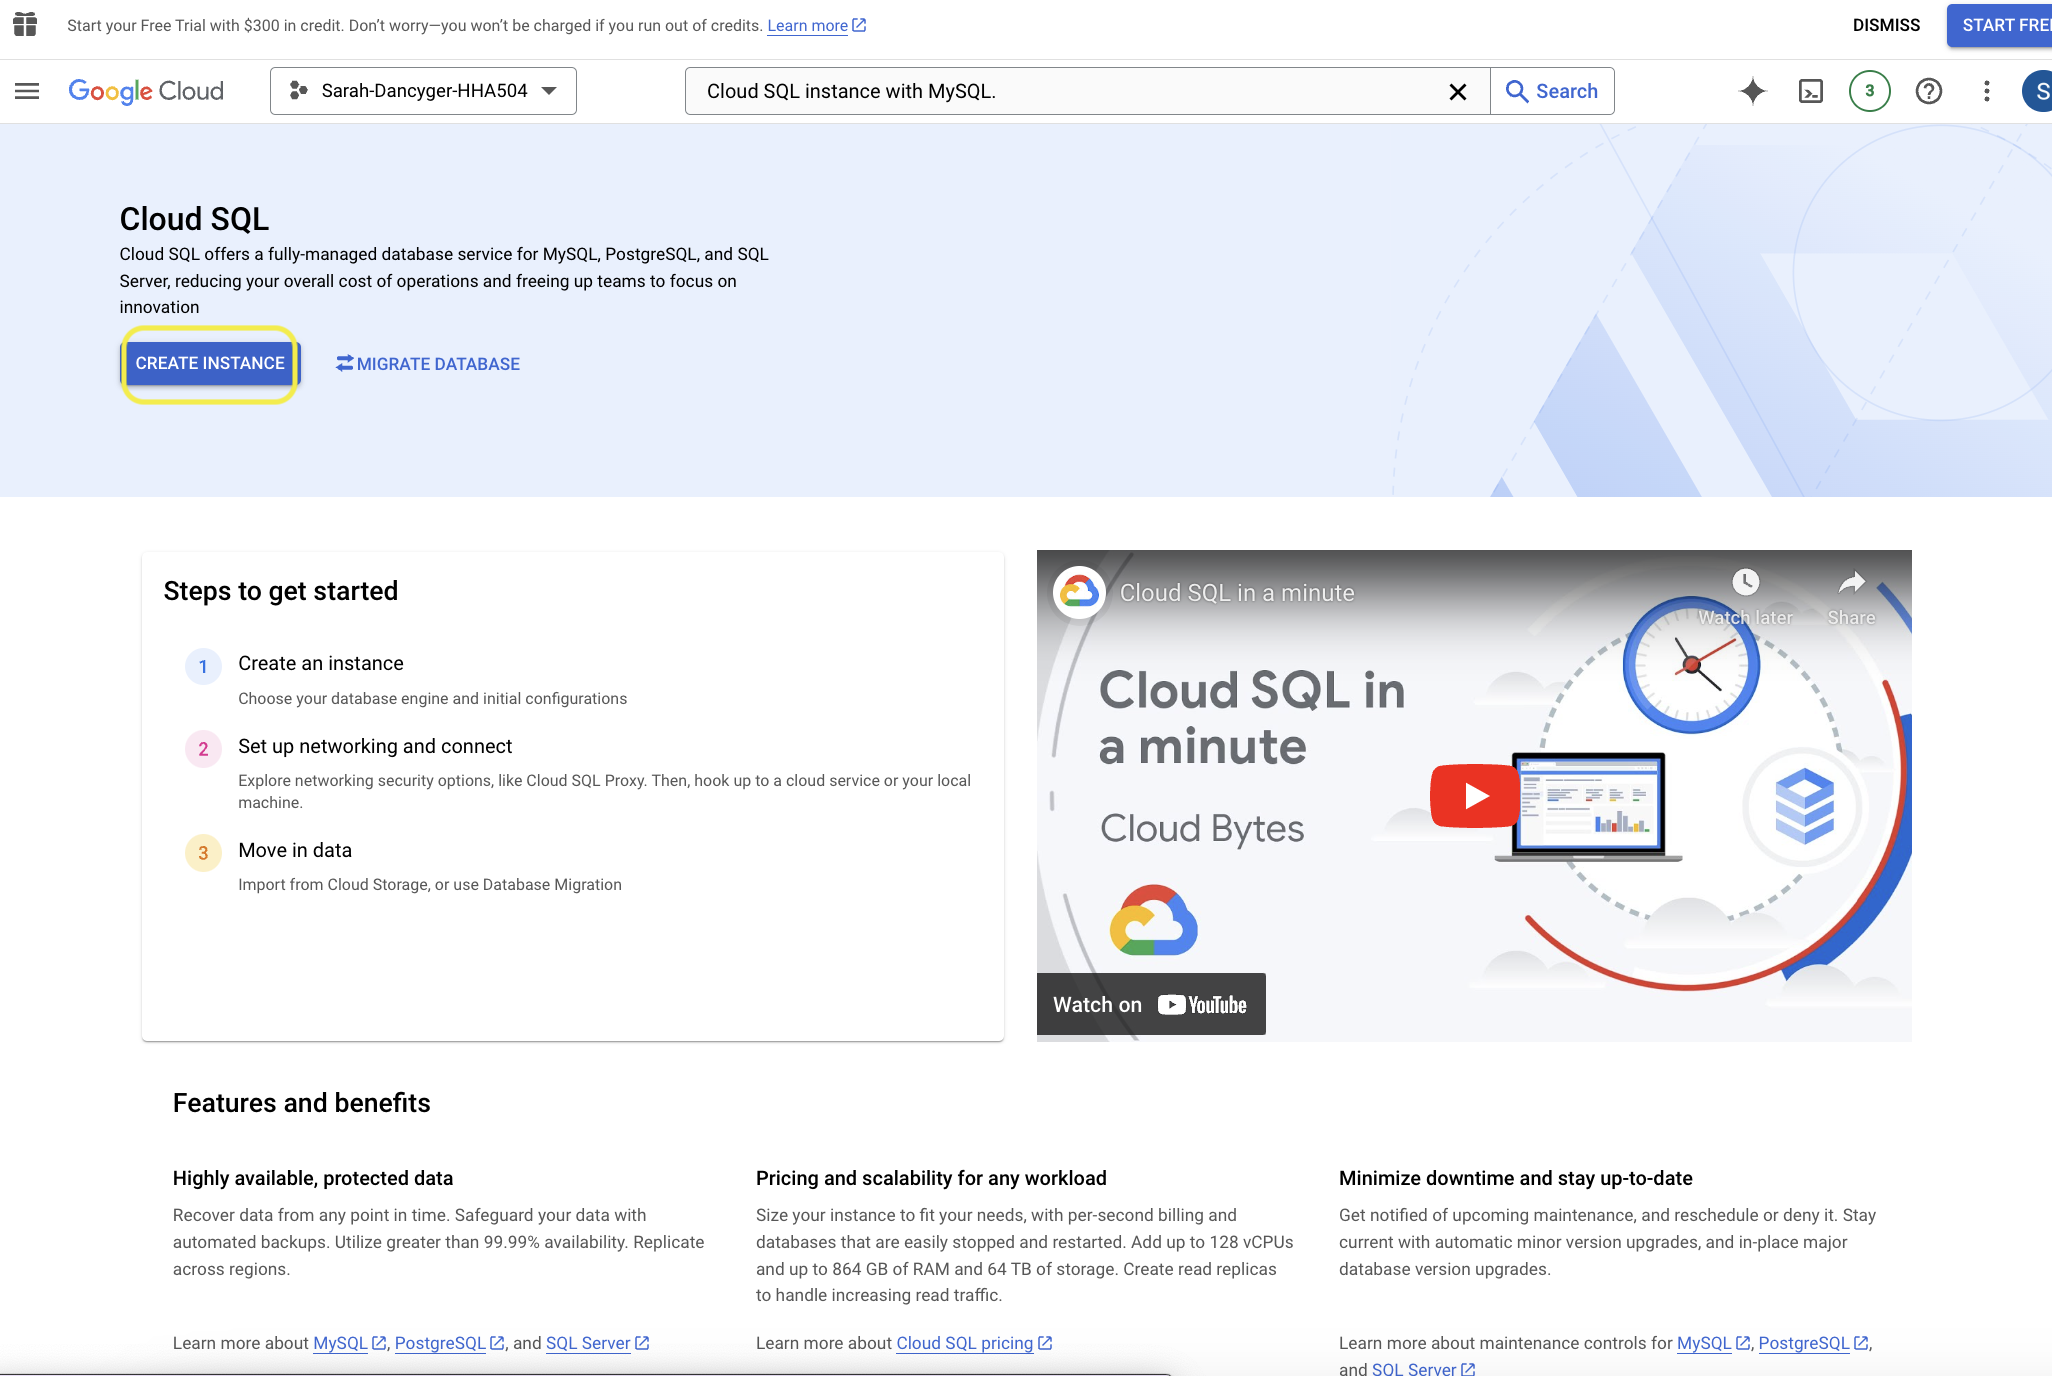 Start your Free Trial with $300 in credit. Don't worry—you won't be charged if you run out of credits. Learn more
DISMISS
START FREE
Google Cloud
Sarah-Dancyger-HHA504
Cloud SQL instance with MySQL.
Search
3
S
Cloud SQL
Cloud SQL offers a fully-managed database service for MySQL, PostgreSQL, and SQL
Server, reducing your overall cost of operations and freeing up teams to focus on
innovation
CREATE INSTANCE
MIGRATE DATABASE
Steps to get started
1
Create an instance
Choose your database engine and initial configurations
2
Set up networking and connect
Explore networking security options, like Cloud SQL Proxy. Then, hook up to a cloud service or your local
machine.
3
Move in data
Import from Cloud Storage, or use Database Migration
Cloud SQL in a minute
Watch later
Share
Cloud SQL in
a minute
Cloud Bytes
Watch on YouTube
Features and benefits
Highly available, protected data
Recover data from any point in time. Safeguard your data with
automated backups. Utilize greater than 99.99% availability. Replicate
across regions.
Learn more about MySQL, PostgreSQL, and SQL Server
Pricing and scalability for any workload
Size your instance to fit your needs, with per-second billing and
databases that are easily stopped and restarted. Add up to 128 vCPUs
and up to 864 GB of RAM and 64 TB of storage. Create read replicas
to handle increasing read traffic.
Learn more about Cloud SQL pricing
Minimize downtime and stay up-to-date
Get notified of upcoming maintenance, and reschedule or deny it. Stay
current with automatic minor version upgrades, and in-place major
database version upgrades.
Learn more about maintenance controls for MySQL, PostgreSQL,
and SQL Server